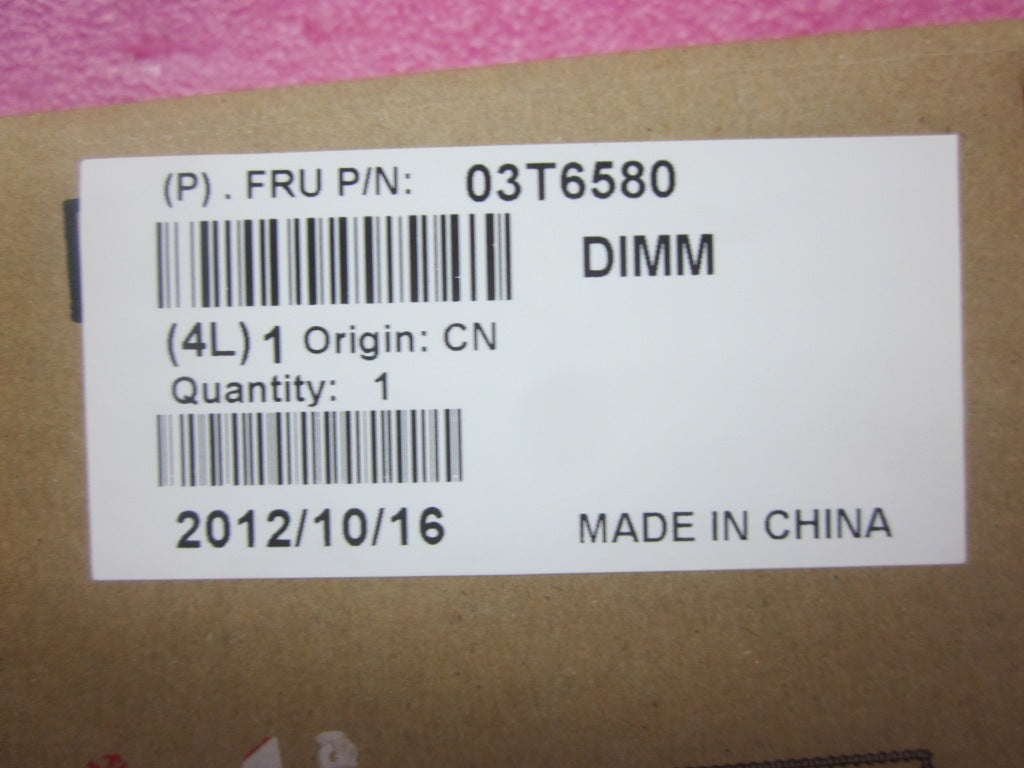 (P) . FRU P/N: 03T6580
DIMM
(4L) 1 Origin: CN
Quantity: 1
2012/10/16
MADE IN CHINA